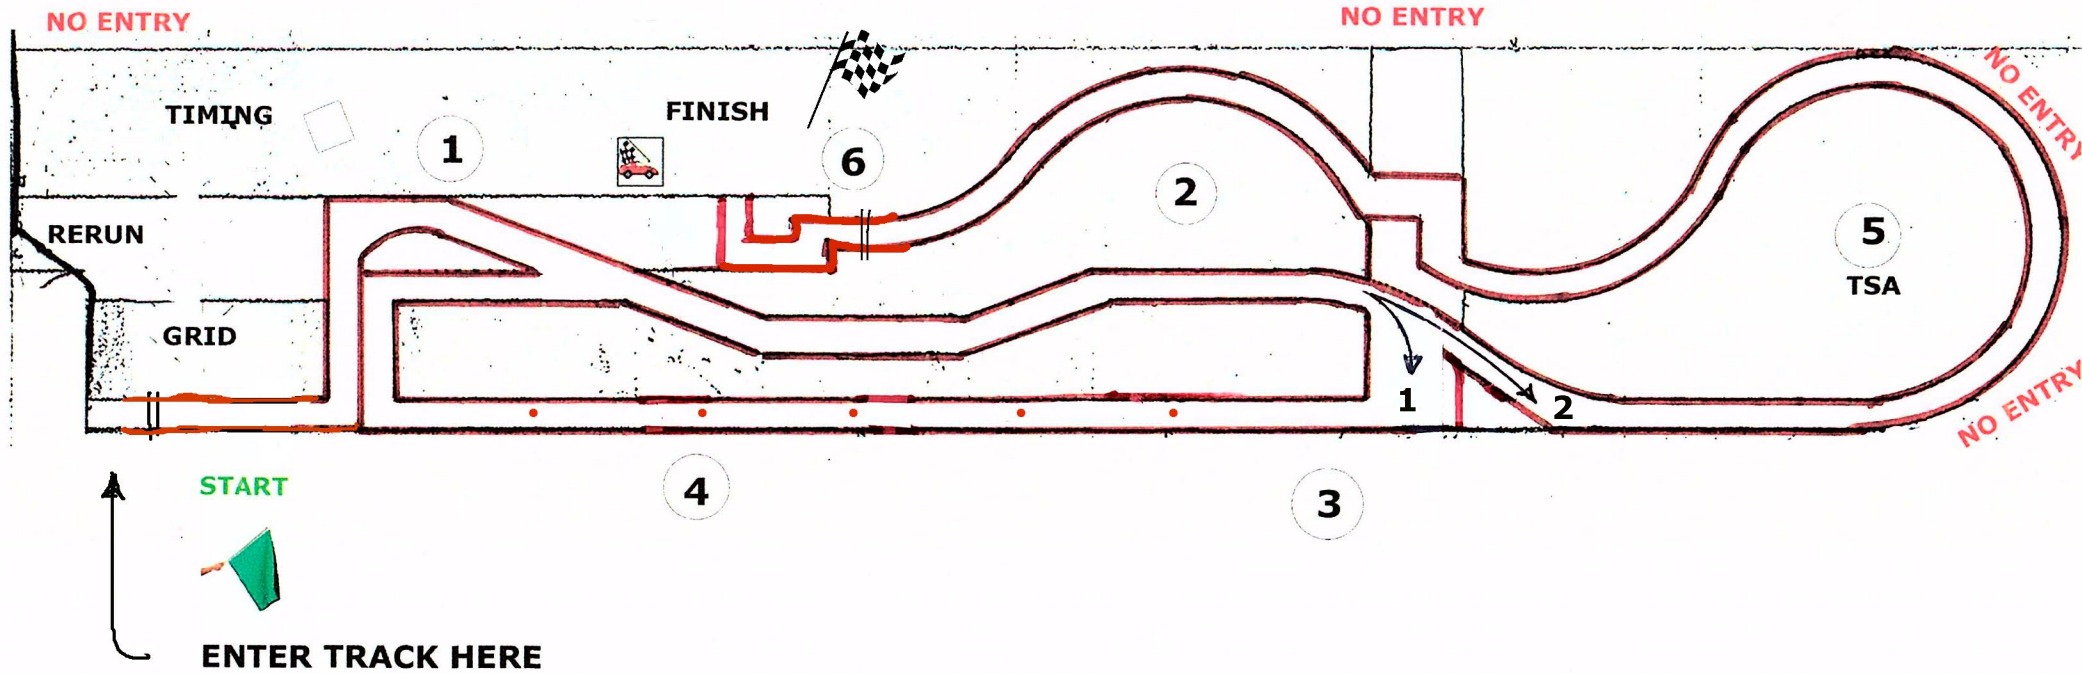 NO ENTRY
NO ENTRY
NO ENTRY
TIMING
FINISH
1
6
2
RERUN
5
TSA
GRID
1
2
NO ENTRY
START
4
3
ENTER TRACK HERE